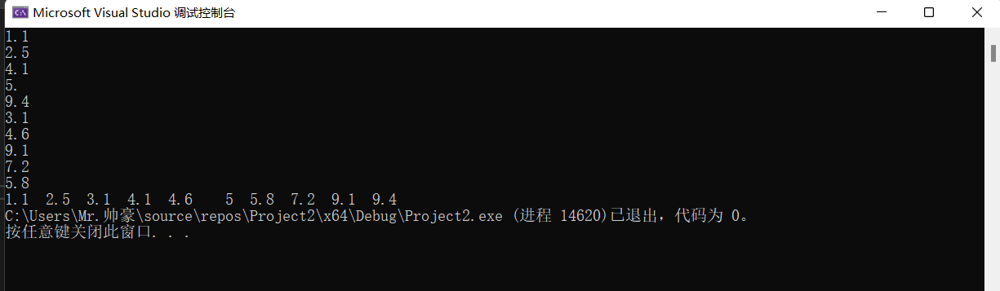 Microsoft Visual Studio 调试控制台
1.1
2.5
4.1
5.
9.4
3.1
4.6
9.1
7.2
5.8
1.1  2.5  3.1  4.1  4.6    5  5.8  7.2  9.1  9.4
C:\Users\Mr.帅豪\source\repos\Project2\x64\Debug\Project2.exe (进程 14620)已退出，代码为 0。
按任意键关闭此窗口. . .